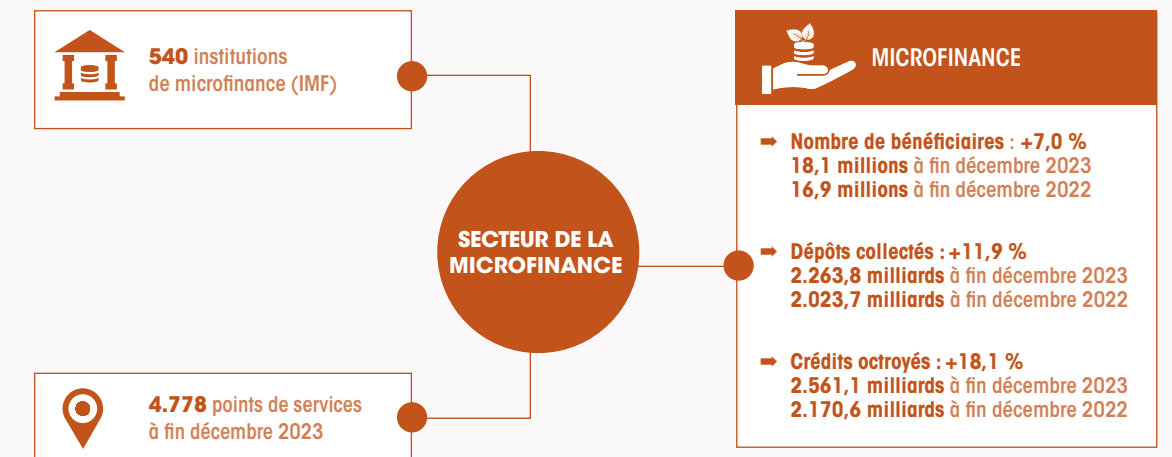 540 institutions
de microfinance (IMF)
SECTEUR DE LA
MICROFINANCE
4.778 points de services
à fin décembre 2023
MICROFINANCE
➡ Nombre de bénéficiaires : +7,0 %
18,1 millions à fin décembre 2023
16,9 millions à fin décembre 2022
➡ Dépôts collectés : +11,9 %
2.263,8 milliards à fin décembre 2023
2.023,7 milliards à fin décembre 2022
➡ Crédits octroyés : +18,1 %
2.561,1 milliards à fin décembre 2023
2.170,6 milliards à fin décembre 2022